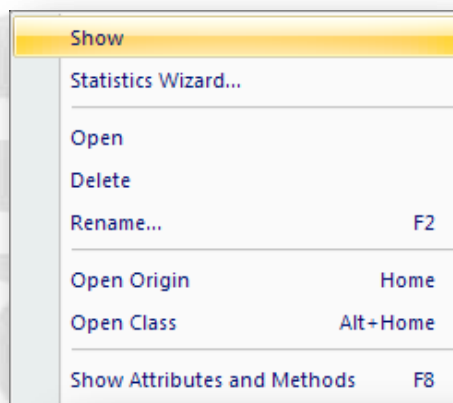 Show
Statistics Wizard...
Open
Delete
Rename... F2
Open Origin Home
Open Class Alt+Home
Show Attributes and Methods F8